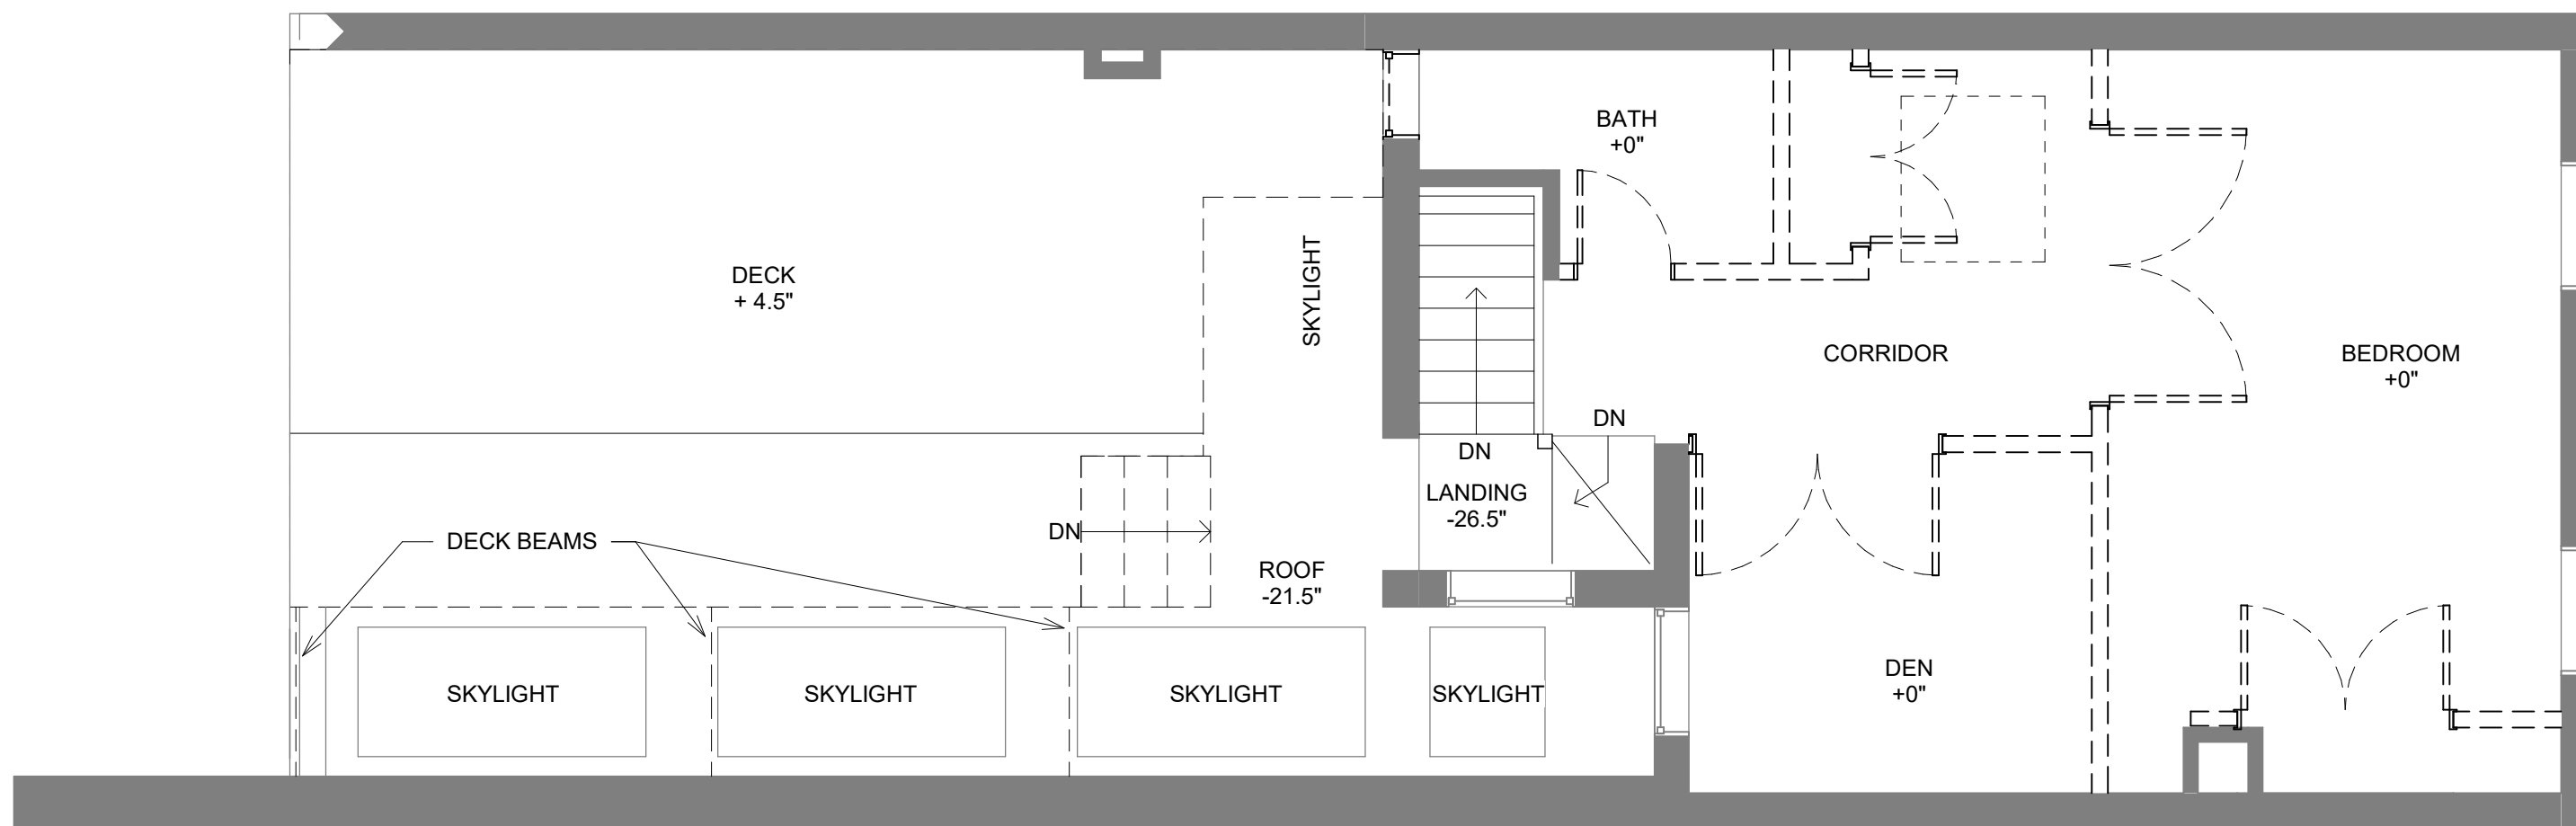 BATH
+0"
DECK
+ 4.5"
SKYLIGHT
CORRIDOR
BEDROOM
+0"
DN
DN
LANDING
-26.5"
DN
DECK BEAMS
ROOF
-21.5"
DEN
+0"
SKYLIGHT
SKYLIGHT
SKYLIGHT
SKYLIGHT